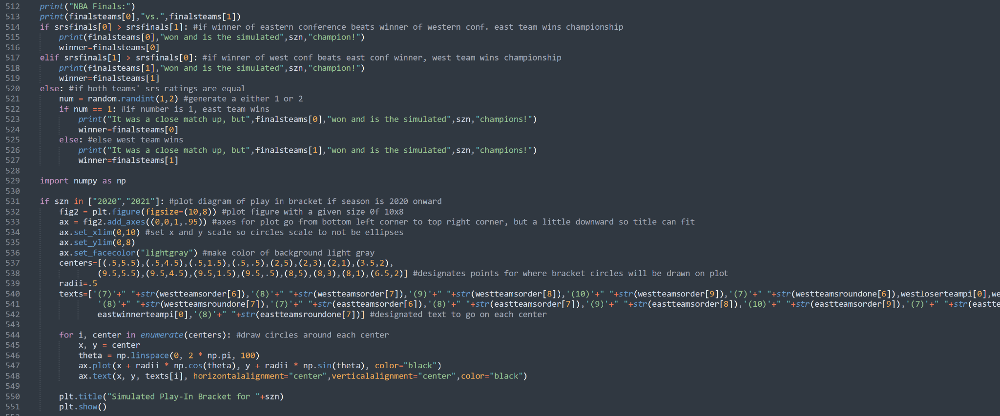 512 print("NBA Finals:")
513 print(finalsteams[0],"vs.",finalsteams[1])
514 if srsfinals[0] > srsfinals[1]: #if winner of eastern conference beats winner of western conf. east team wins championship
515 print(finalsteams[0],"won and is the simulated",szn,"champion!")
516 winner=finalsteams[0]
517 elif srsfinals[1] > srsfinals[0]: #if winner of west conf beats east conf winner, west team wins championship
518 print(finalsteams[1],"won and is the simulated",szn,"champion!")
519 winner=finalsteams[1]
520 else: #if both teams' srs ratings are equal
521 num = random.randint(1,2) #generate a either 1 or 2
522 if num == 1: #if number is 1, east team wins
523 print("It was a close match up, but",finalsteams[0],"won and is the simulated",szn,"champions!")
524 winner=finalsteams[0]
525 else: #else west team wins
526 print("It was a close match up, but",finalsteams[1],"won and is the simulated",szn,"champions!")
527 winner=finalsteams[1]
528
529 import numpy as np
530
531 if szn in ["2020","2021"]: #plot diagram of play in bracket if season is 2020 onward
532 fig2 = plt.figure(figsize=(10,8)) #plot figure with a given size 0f 10x8
533 ax = fig2.add_axes((0,0,1,.95)) #axes for plot go from bottom left corner to top right corner, but a little downward so title can fit
534 ax.set_xlim(0,10) #set x and y scale so circles scale to not be ellipses
535 ax.set_ylim(0,8)
536 ax.set_facecolor("lightgray") #make color of background light gray
537 centers=[(.5,5.5),(.5,4.5),(.5,1.5),(.5,.5),(2,5),(2,3),(2,1),(3.5,2),
538 (9.5,5.5),(9.5,4.5),(9.5,1.5),(9.5,.5),(8,5),(8,3),(8,1),(6.5,2)] #designates points for where bracket circles will be drawn on plot
539 radii=.5
540 texts=['(7)'+" "+str(westteamsorder[6]),'(8)'+" "+str(westteamsorder[7]),'(9)'+" "+str(westteamsorder[8]),'(10)'+" "+str(westteamsorder[9]),'(7)'+" "+str(westteamsroundone[6]),westloserteampi[0],we
541 '(8)'+" "+str(westteamsroundone[7]),'(7)'+" "+str(eastteamsorder[6]),'(8)'+" "+str(eastteamsorder[7]),'(9)'+" "+str(eastteamsorder[8]),'(10)'+" "+str(eastteamsorder[9]),'(7)'+" "+str(eastte
542 eastwinnerteampi[0],'(8)'+" "+str(eastteamsroundone[7])] #designated text to go on each center
543
544 for i, center in enumerate(centers): #draw circles around each center
545 x, y = center
546 theta = np.linspace(0, 2 * np.pi, 100)
547 ax.plot(x + radii * np.cos(theta), y + radii * np.sin(theta), color="black")
548 ax.text(x, y, texts[i], horizontalalignment="center",verticalalignment="center",color="black")
549
550 plt.title("Simulated Play-In Bracket for "+szn)
551 plt.show()